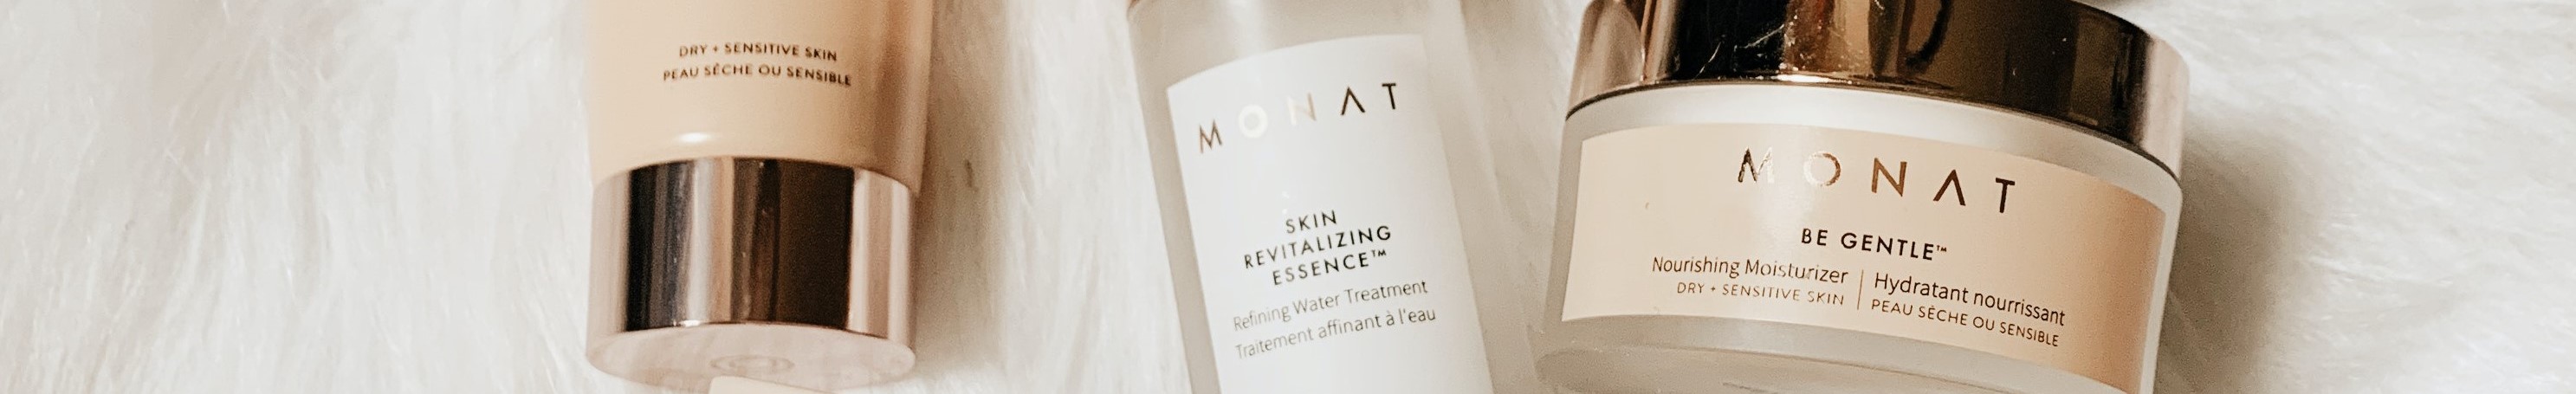 DRY + SENSITIVE SKIN
PEAU SÈCHE OU SENSIBLE
MONAT
SKIN
REVITALIZING
ESSENCE™
Refining Water Treatment
Traitement affinant à l'eau
MONAT
BE GENTLE™
Nourishing Moisturizer
DRY + SENSITIVE SKIN
Hydratant nourrissant
PEAU SÈCHE OU SENSIBLE